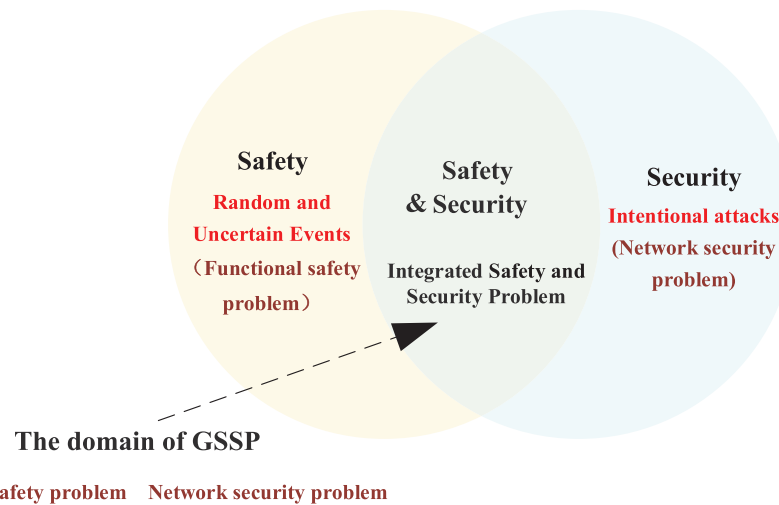 Safety
Random and
Uncertain Events
（Functional safety
problem）
Safety
& Security
Integrated Safety and
Security Problem
Security
Intentional attacks
(Network security
problem)
The domain of GSSP
afety problem Network security problem